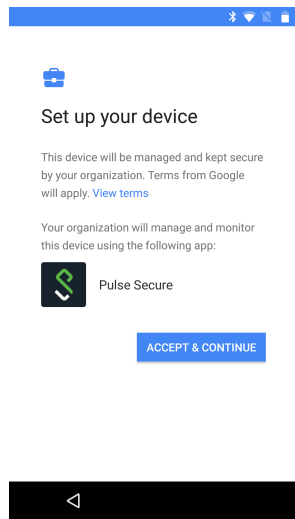 Set up your device
This device will be managed and kept secure
by your organization. Terms from Google
will apply. View terms
Your organization will manage and monitor
this device using the following app:
Pulse Secure
ACCEPT & CONTINUE